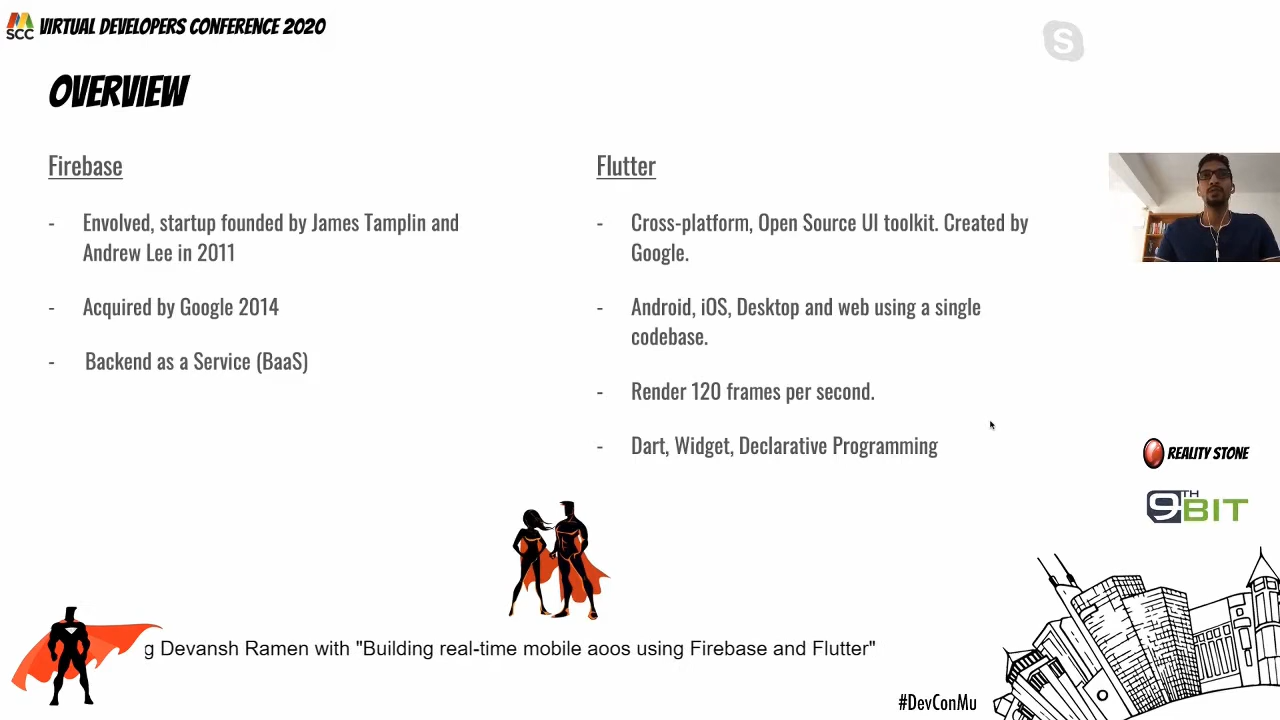 SCC VIRTUAL DEVELOPERS CONFERENCE 2020
S
OVERVIEW
Firebase
- Envolved, startup founded by James Tamplin and
Andrew Lee in 2011
- Acquired by Google 2014
- Backend as a Service (BaaS)
Flutter
- Cross-platform, Open Source UI toolkit. Created by
Google.
- Android, iOS, Desktop and web using a single
codebase.
- Render 120 frames per second.
- Dart, Widget, Declarative Programming
REALITY STONE
9TH BIT
g Devansh Ramen with "Building real-time mobile aoos using Firebase and Flutter"
#DevConMu